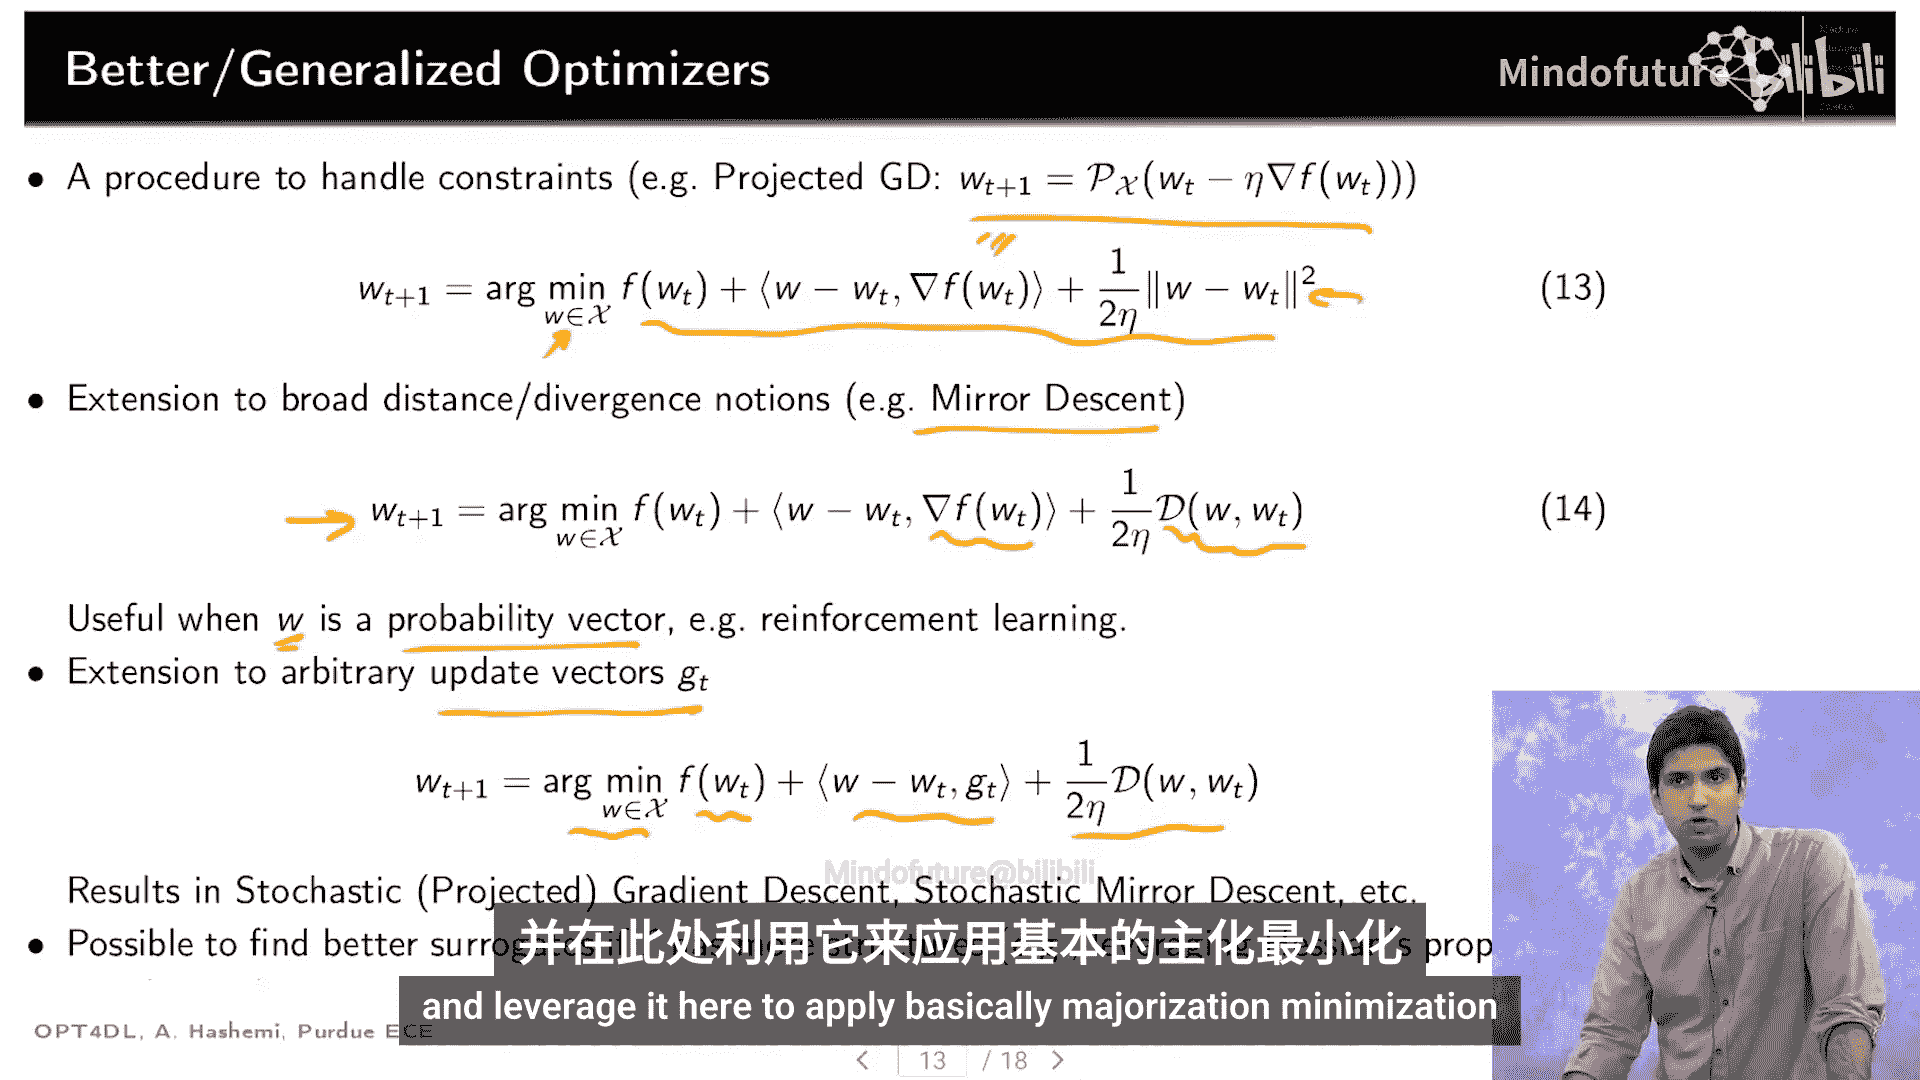 Better/Generalized Optimizers
Mindofuture bilibili
• A procedure to handle constraints (e.g. Projected GD: w_{t+1} = 𝒫_𝒳(w_t − η∇f(w_t)))
w_{t+1} = arg min_{w∈𝒳} f(w_t) + ⟨w − w_t, ∇f(w_t)⟩ + 1/2η ‖w − w_t‖² (13)
• Extension to broad distance/divergence notions (e.g. Mirror Descent)
w_{t+1} = arg min_{w∈𝒳} f(w_t) + ⟨w − w_t, ∇f(w_t)⟩ + 1/2η 𝒟(w, w_t) (14)
Useful when w is a probability vector, e.g. reinforcement learning.
• Extension to arbitrary update vectors g_t
w_{t+1} = arg min_{w∈𝒳} f(w_t) + ⟨w − w_t, g_t⟩ + 1/2η 𝒟(w, w_t)
Mindofuture@bilibili
Results in Stochastic (Projected) Gradient Descent, Stochastic Mirror Descent, etc.
• Possible to find better prop
并在此处利用它来应用基本的主化最小化
and leverage it here to apply basically majorization minimization
OPT4DL, A. Hashemi, Purdue ECE
13 / 18